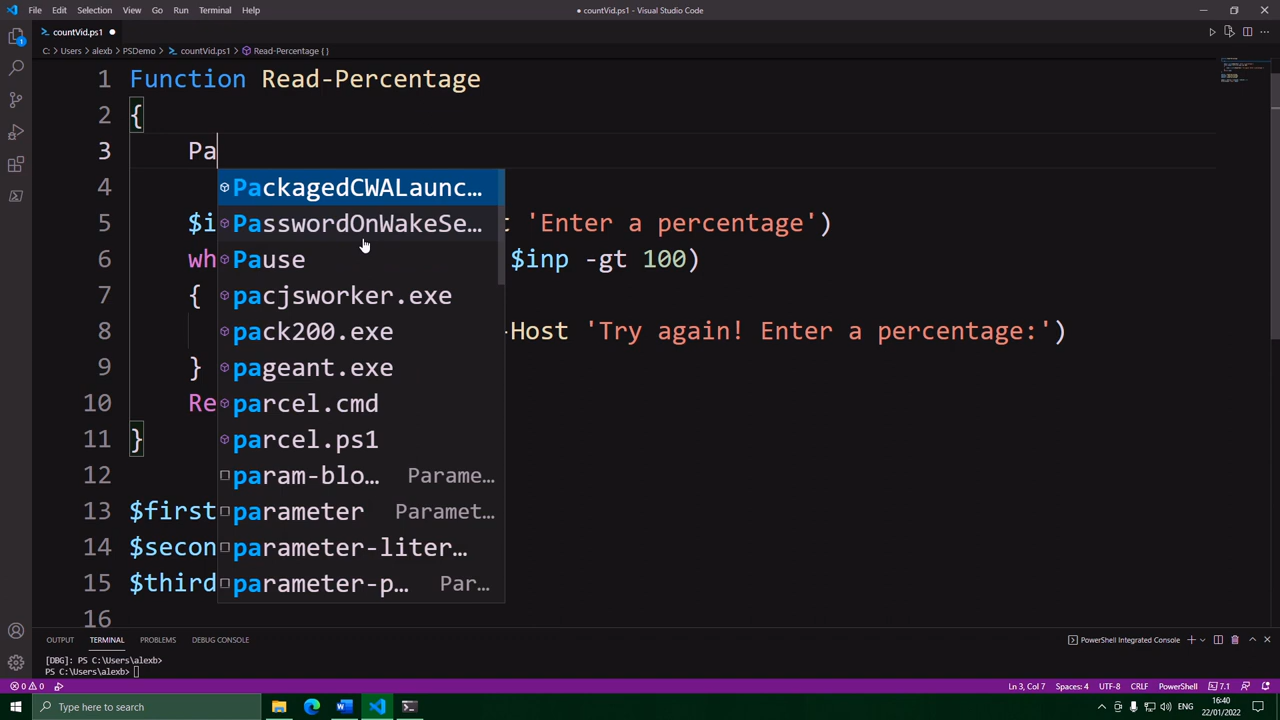 File Edit Selection View Go Run Terminal Help
● countVid.ps1 - Visual Studio Code
countVid.ps1 ●
C: > Users > alexb > PSDemo > countVid.ps1 > Read-Percentage { }
1 Function Read-Percentage
2 {
3 Pa
PackagedCWALaunc…
4
PasswordOnWakeSe…
5 $i t 'Enter a percentage')
Pause
6 wh $inp -gt 100)
pacjsworker.exe
7 {
pack200.exe
8 -Host 'Try again! Enter a percentage:')
pageant.exe
9 }
parcel.cmd
10 Re
parcel.ps1
11 }
param-blo… Parame…
12
parameter Paramet…
13 $first
parameter-liter…
14 $secon
parameter-p… Par…
15 $third
16
OUTPUT TERMINAL PROBLEMS DEBUG CONSOLE
PowerShell Integrated Console
[DBG]: PS C:\Users\alexb>
PS C:\Users\alexb>
0 0 Ln 3, Col 7 Spaces: 4 UTF-8 CRLF PowerShell 7.1
Type here to search
ENG
16:40
22/01/2022